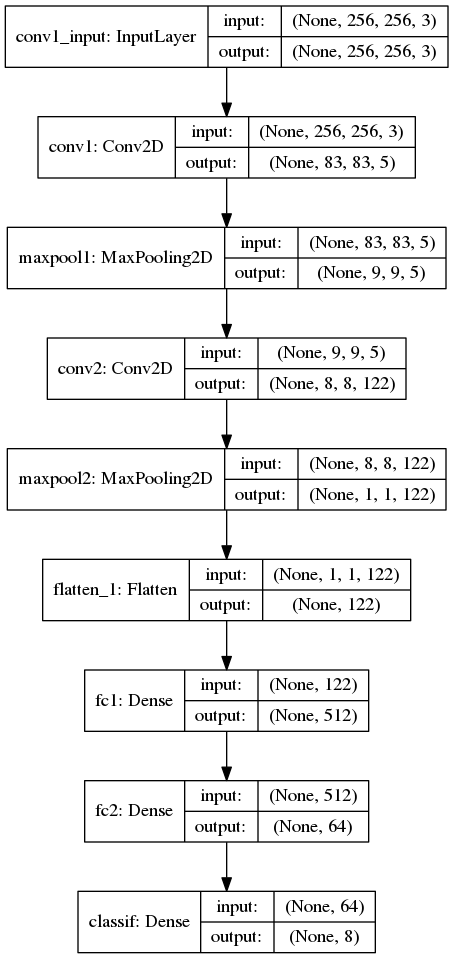 conv1_input: InputLayer
input: (None, 256, 256, 3)
output: (None, 256, 256, 3)
conv1: Conv2D
input: (None, 256, 256, 3)
output: (None, 83, 83, 5)
maxpool1: MaxPooling2D
input: (None, 83, 83, 5)
output: (None, 9, 9, 5)
conv2: Conv2D
input: (None, 9, 9, 5)
output: (None, 8, 8, 122)
maxpool2: MaxPooling2D
input: (None, 8, 8, 122)
output: (None, 1, 1, 122)
flatten_1: Flatten
input: (None, 1, 1, 122)
output: (None, 122)
fc1: Dense
input: (None, 122)
output: (None, 512)
fc2: Dense
input: (None, 512)
output: (None, 64)
classif: Dense
input: (None, 64)
output: (None, 8)